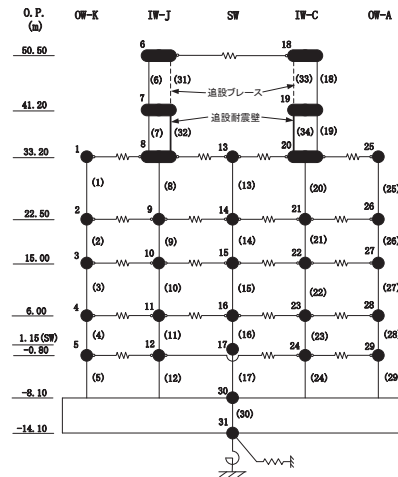 O.P. OW-K IW-J SW IW-C OW-A
(m)
50.50 6 18
(6) (31) (33) (18)
追設ブレース
41.20 7 19
追設耐震壁
(7) (32) (34) (19)
33.20 1 8 13 20 25
(1) (8) (13) (20) (25)
22.50 2 9 14 21 26
(2) (9) (14) (21) (26)
15.00 3 10 15 22 27
(3) (10) (15) (22) (27)
6.00 4 11 16 23 28
1.15(SW) (4) (11) (16) (23) (28)
-0.80 5 12 17 24 29
(5) (12) (17) (24) (29
-8.10 30
(30)
-14.10 31